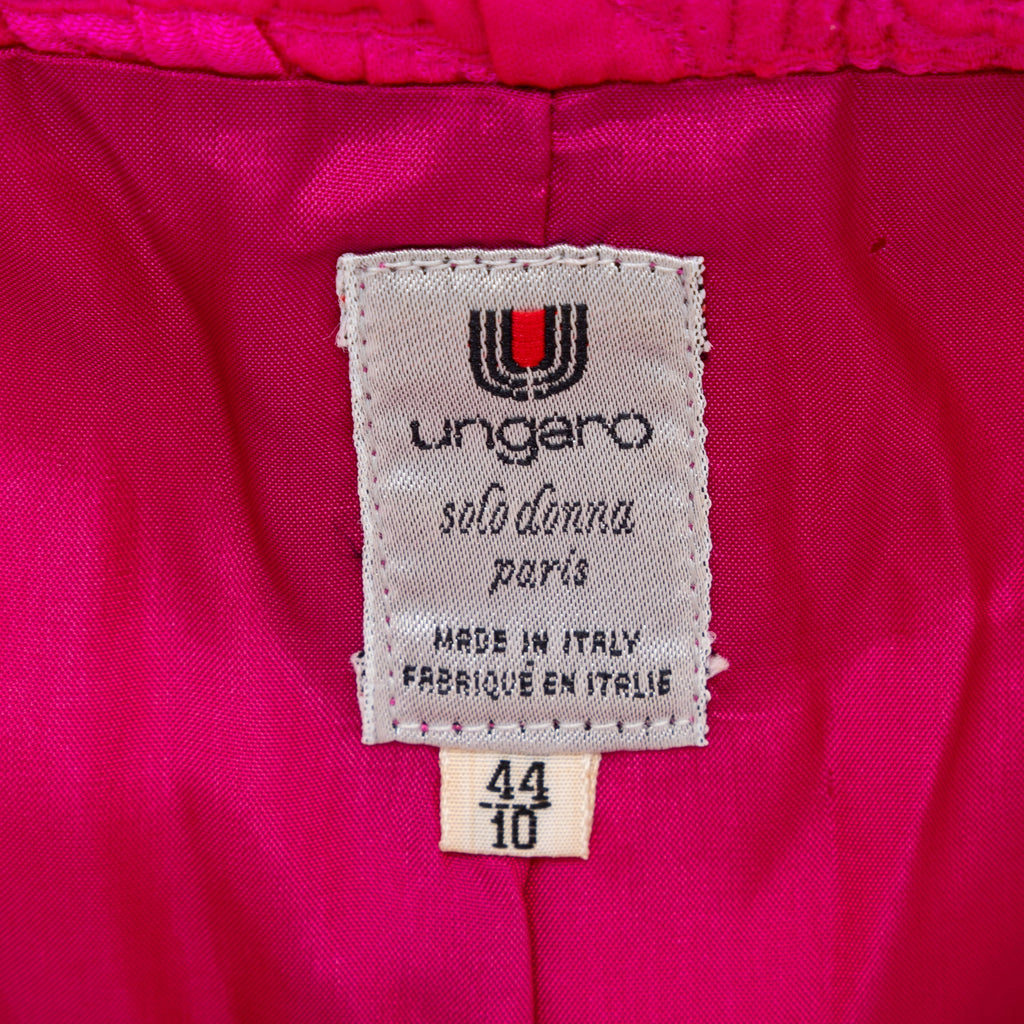 ungaro
solo donna
paris
MADE IN ITALY
FABRIQUÉ EN ITALIE
44
10